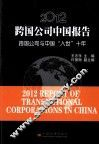 2012
跨国公司中国报告
跨国公司与中国“入世”十年
2012 REPORT OF
TRANSNATIONAL
CORPORATIONS IN CHINA